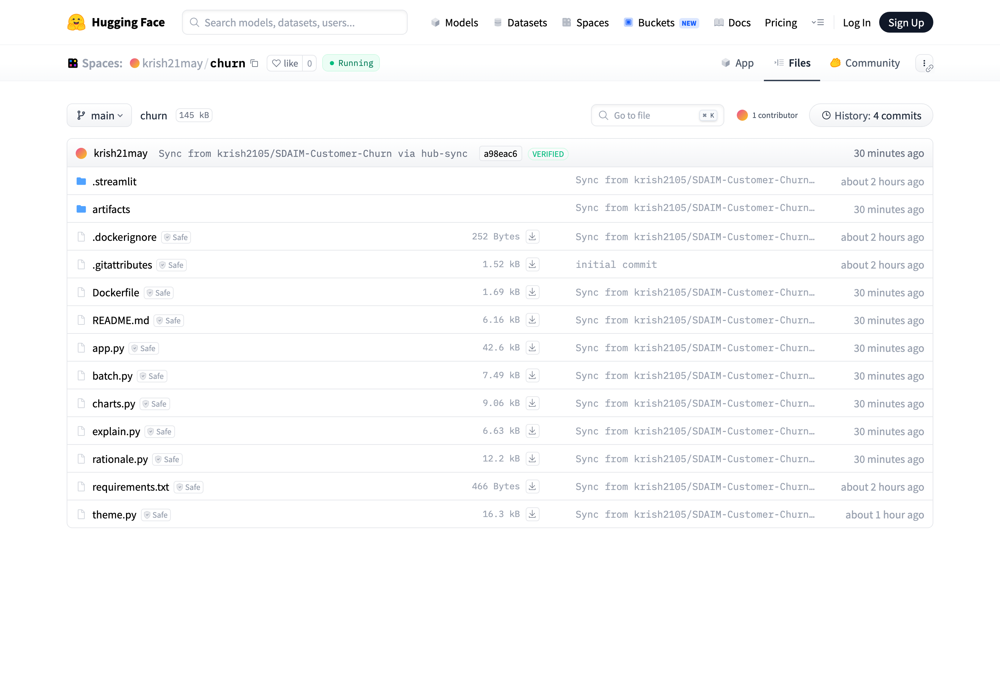 Hugging Face Search models, datasets, users... Models Datasets Spaces Buckets NEW Docs Pricing Log In Sign Up
Spaces: krish21may/churn like 0 Running App Files Community
main churn 145 kB Go to file ⌘ K 1 contributor History: 4 commits
krish21may Sync from krish2105/SDAIM-Customer-Churn via hub-sync a98eac6 VERIFIED 30 minutes ago
.streamlit Sync from krish2105/SDAIM-Customer-Churn… about 2 hours ago
artifacts Sync from krish2105/SDAIM-Customer-Churn… 30 minutes ago
.dockerignore Safe 252 Bytes Sync from krish2105/SDAIM-Customer-Churn… about 2 hours ago
.gitattributes Safe 1.52 kB initial commit about 2 hours ago
Dockerfile Safe 1.69 kB Sync from krish2105/SDAIM-Customer-Churn… 30 minutes ago
README.md Safe 6.16 kB Sync from krish2105/SDAIM-Customer-Churn… 30 minutes ago
app.py Safe 42.6 kB Sync from krish2105/SDAIM-Customer-Churn… 30 minutes ago
batch.py Safe 7.49 kB Sync from krish2105/SDAIM-Customer-Churn… 30 minutes ago
charts.py Safe 9.06 kB Sync from krish2105/SDAIM-Customer-Churn… 30 minutes ago
explain.py Safe 6.63 kB Sync from krish2105/SDAIM-Customer-Churn… 30 minutes ago
rationale.py Safe 12.2 kB Sync from krish2105/SDAIM-Customer-Churn… 30 minutes ago
requirements.txt Safe 466 Bytes Sync from krish2105/SDAIM-Customer-Churn… about 2 hours ago
theme.py Safe 16.3 kB Sync from krish2105/SDAIM-Customer-Churn… about 1 hour ago